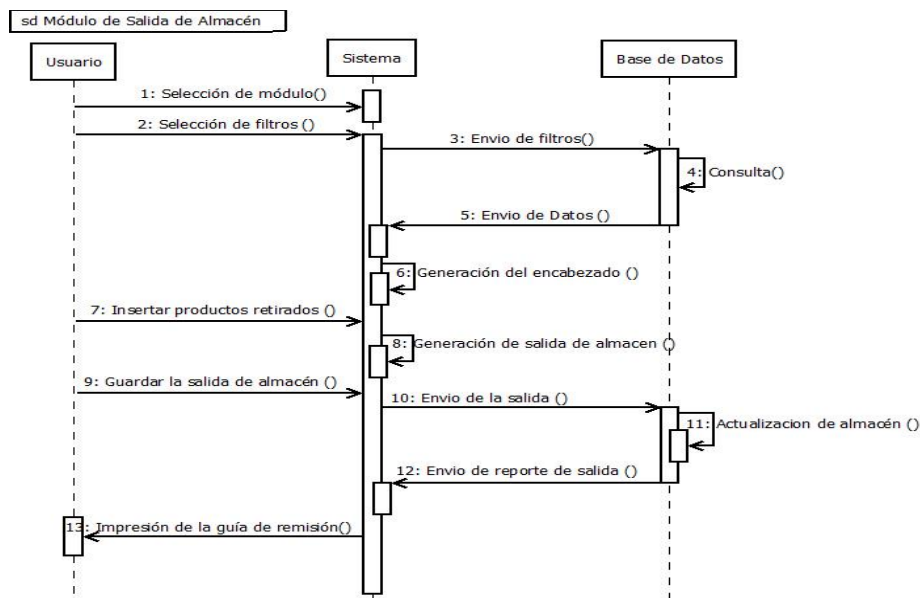 sd Módulo de Salida de Almacén
Usuario
Sistema
Base de Datos
1: Selección de módulo()
2: Selección de filtros ()
3: Envio de filtros()
4: Consulta()
5: Envio de Datos ()
6: Generación del encabezado ()
7: Insertar productos retirados ()
8: Generación de salida de almacen ()
9: Guardar la salida de almacén ()
10: Envio de la salida ()
11: Actualizacion de almacén ()
12: Envio de reporte de salida ()
13: Impresión de la guía de remisión()